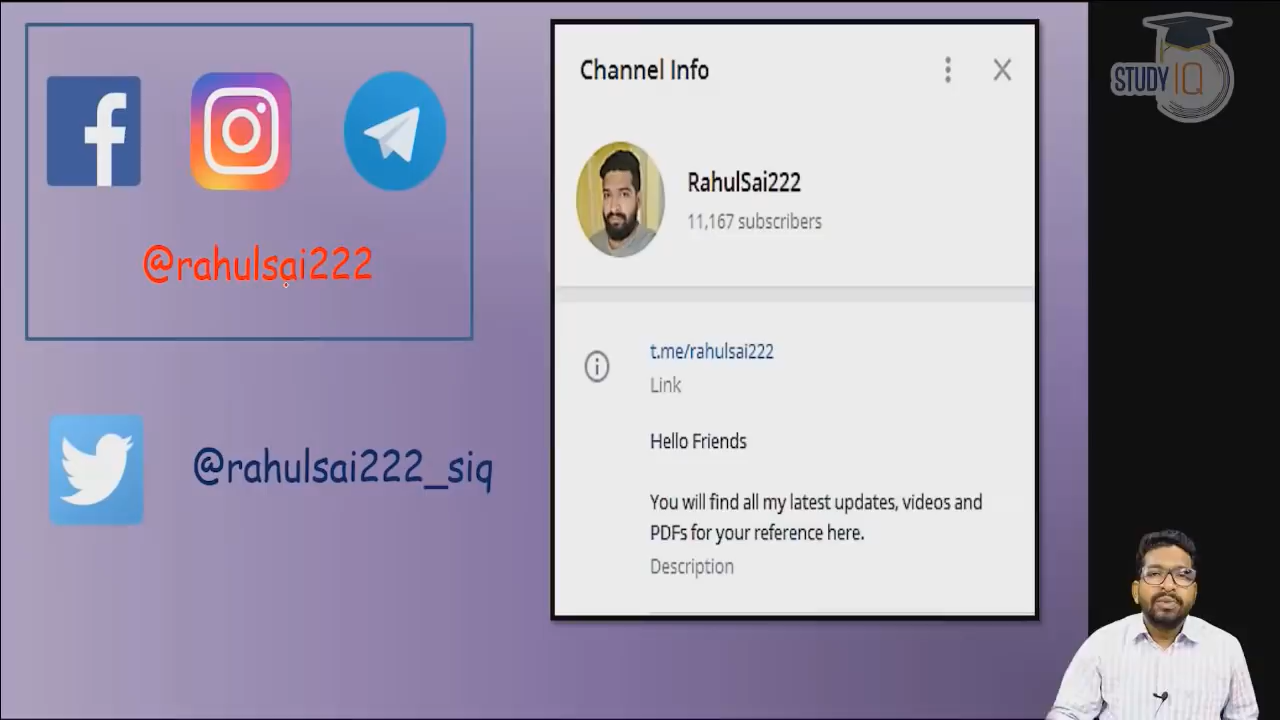 @rahulsai222
@rahulsai222_siq
Channel Info
RahulSai222
11,167 subscribers
t.me/rahulsai222
Link
Hello Friends
You will find all my latest updates, videos and
PDFs for your reference here.
Description
STUDY IQ